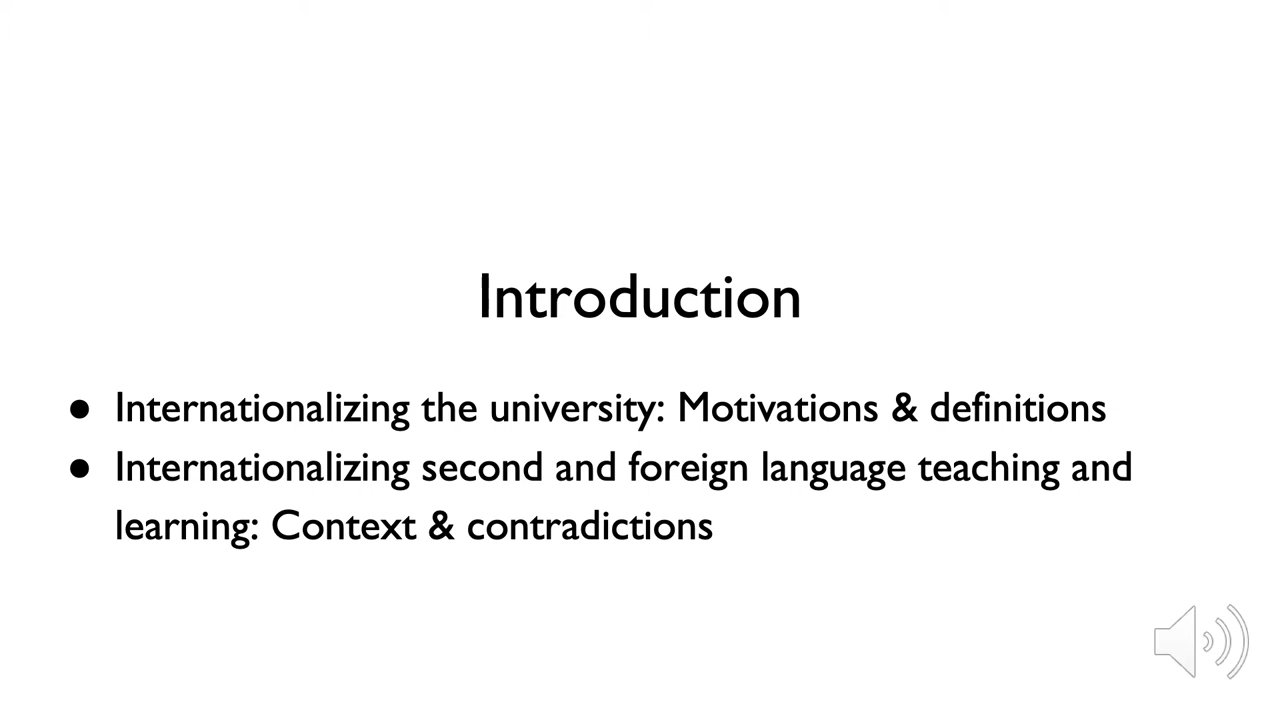 Introduction
● Internationalizing the university: Motivations & definitions
● Internationalizing second and foreign language teaching and
learning: Context & contradictions